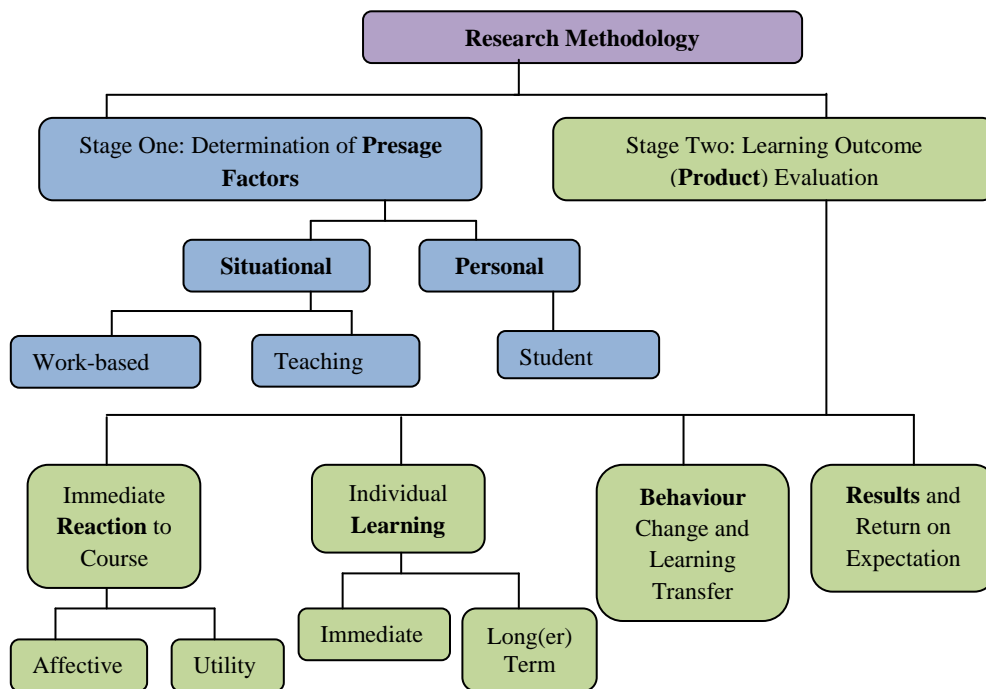 Research Methodology
Stage One: Determination of Presage
Factors
Stage Two: Learning Outcome
(Product) Evaluation
Situational
Personal
Work-based
Teaching
Student
Immediate
Reaction to
Course
Individual
Learning
Behaviour
Change and
Learning
Transfer
Results and
Return on
Expectation
Affective
Utility
Immediate
Long(er)
Term